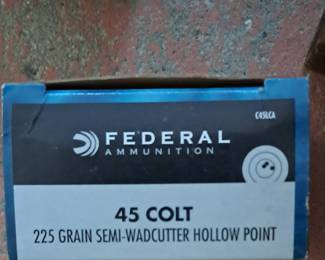 C45LCA
FEDERAL
AMMUNITION
45 COLT
225 GRAIN SEMI-WADCUTTER HOLLOW POINT